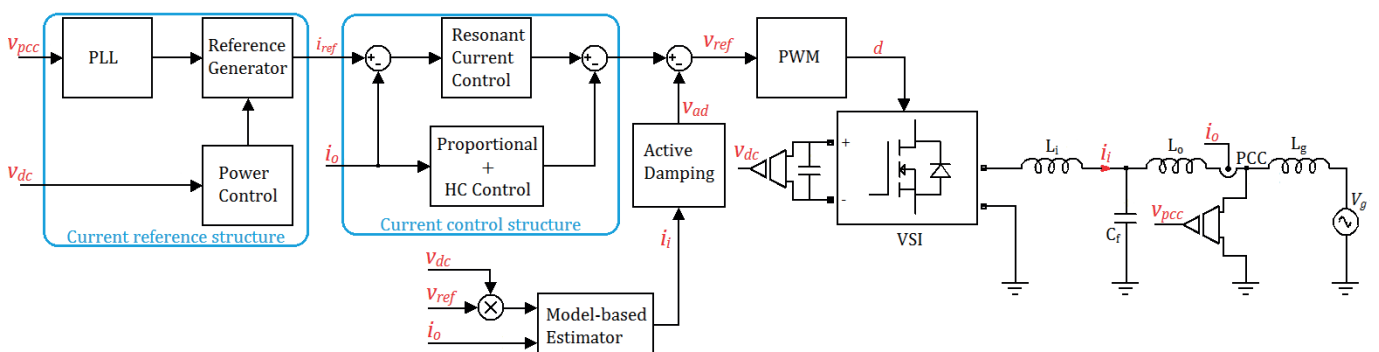 v_pcc
PLL
Reference
Generator
i_ref
+
-
Resonant
Current
Control
+
-
+
-
v_ref
PWM
d
v_dc
Power
Control
Current reference structure
i_o
Proportional
+
HC Control
Current control structure
v_ad
Active
Damping
i_i
v_dc
v_ref
i_o
Model-based
Estimator
v_dc
+
-
VSI
L_i
i_i
C_f
L_o
i_o
PCC
v_pcc
L_g
V_g